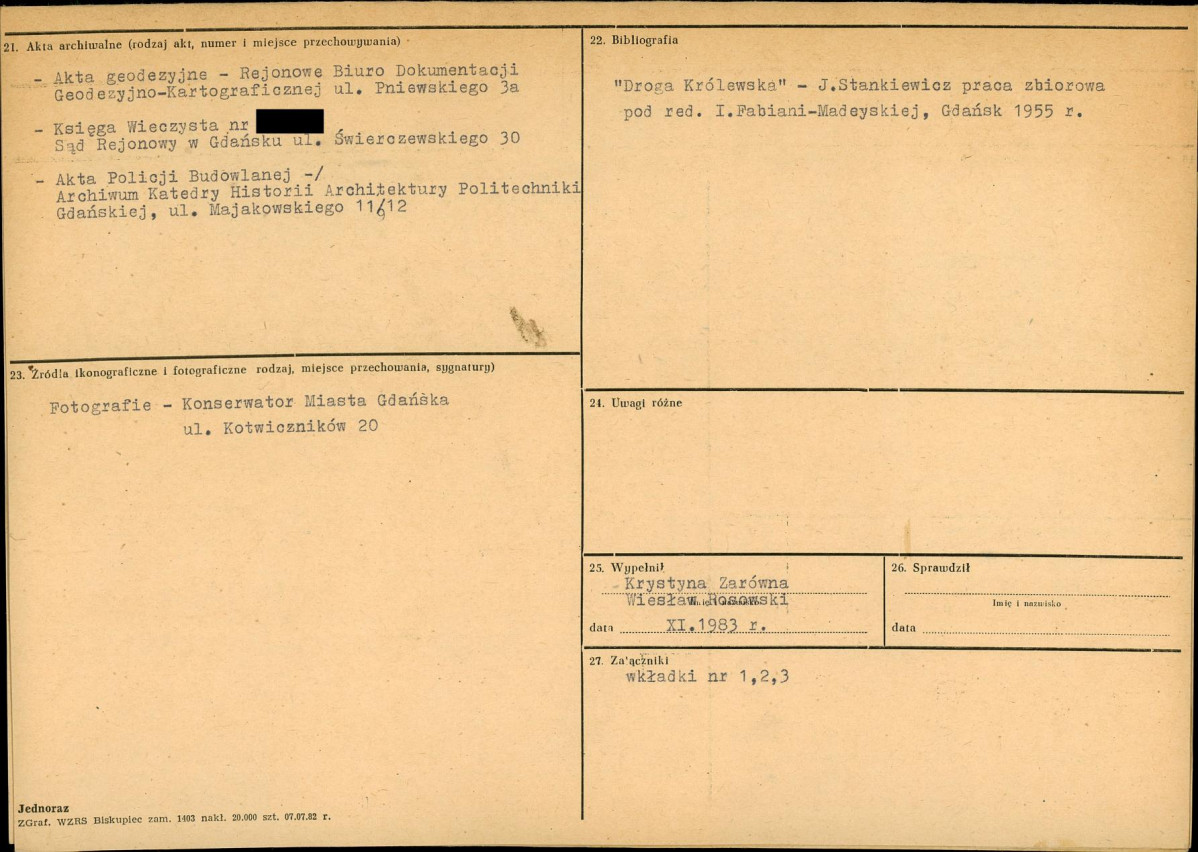 21. Akta archiwalne (rodzaj akt, numer i miejsce przechowywania)
- Akta geodezyjne - Rejonowe Biuro Dokumentacji
Geodezyjno-Kartograficznej ul. Pniewskiego 3a
- Księga Wieczysta nr
Sąd Rejonowy w Gdańsku ul. Świerczewskiego 30
- Akta Policji Budowlanej -/
Archiwum Katedry Historii Architektury Politechniki
Gdańskiej, ul. Majakowskiego 11/12
22. Bibliografia
"Droga Królewska" - J.Stankiewicz praca zbiorowa
pod red. I.Fabiani-Madeyskiej, Gdańsk 1955 r.
23. Źródła ikonograficzne i fotograficzne rodzaj, miejsce przechowania, sygnatury)
Fotografie - Konserwator Miasta Gdańska
ul. Kotwiczników 20
24. Uwagi różne
25. Wypełnił
Krystyna Zarówna
Wiesław Rosowski
Imię i nazwisko
data XI.1983 r.
26. Sprawdził
Imię i nazwisko
data
27. Za'ączniki
wkładki nr 1,2,3
Jednoraz
ZGraf. WZRS Biskupiec zam. 1403 nakł. 20.000 szt. 07.07.82 r.